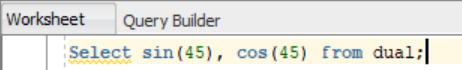 Worksheet Query Builder
Select sin(45), cos(45) from dual;